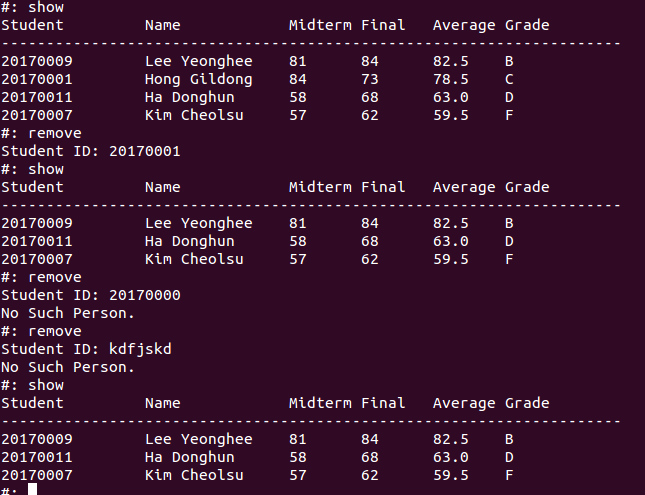 #: show
Student Name Midterm Final Average Grade
---------------------------------------------------------------------
20170009 Lee Yeonghee 81 84 82.5 B
20170001 Hong Gildong 84 73 78.5 C
20170011 Ha Donghun 58 68 63.0 D
20170007 Kim Cheolsu 57 62 59.5 F
#: remove
Student ID: 20170001
#: show
Student Name Midterm Final Average Grade
---------------------------------------------------------------------
20170009 Lee Yeonghee 81 84 82.5 B
20170011 Ha Donghun 58 68 63.0 D
20170007 Kim Cheolsu 57 62 59.5 F
#: remove
Student ID: 20170000
No Such Person.
#: remove
Student ID: kdfjskd
No Such Person.
#: show
Student Name Midterm Final Average Grade
---------------------------------------------------------------------
20170009 Lee Yeonghee 81 84 82.5 B
20170011 Ha Donghun 58 68 63.0 D
20170007 Kim Cheolsu 57 62 59.5 F
#: